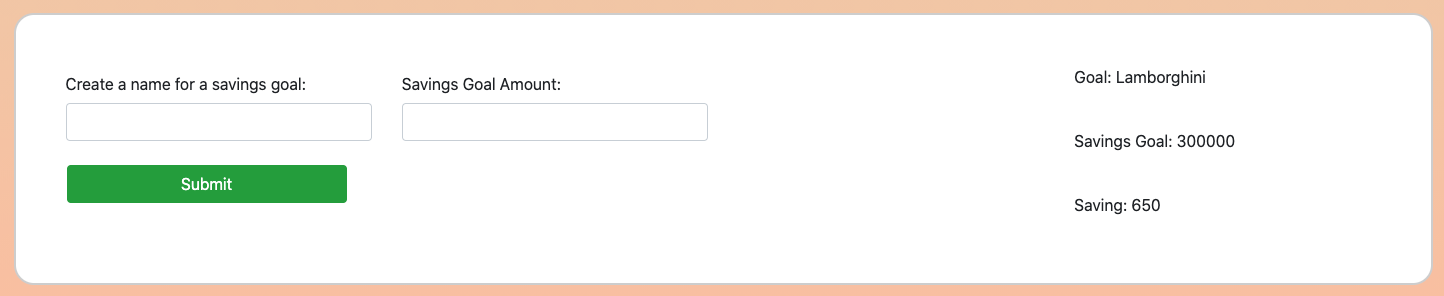 Create a name for a savings goal:
Savings Goal Amount:
Submit
Goal: Lamborghini
Savings Goal: 300000
Saving: 650